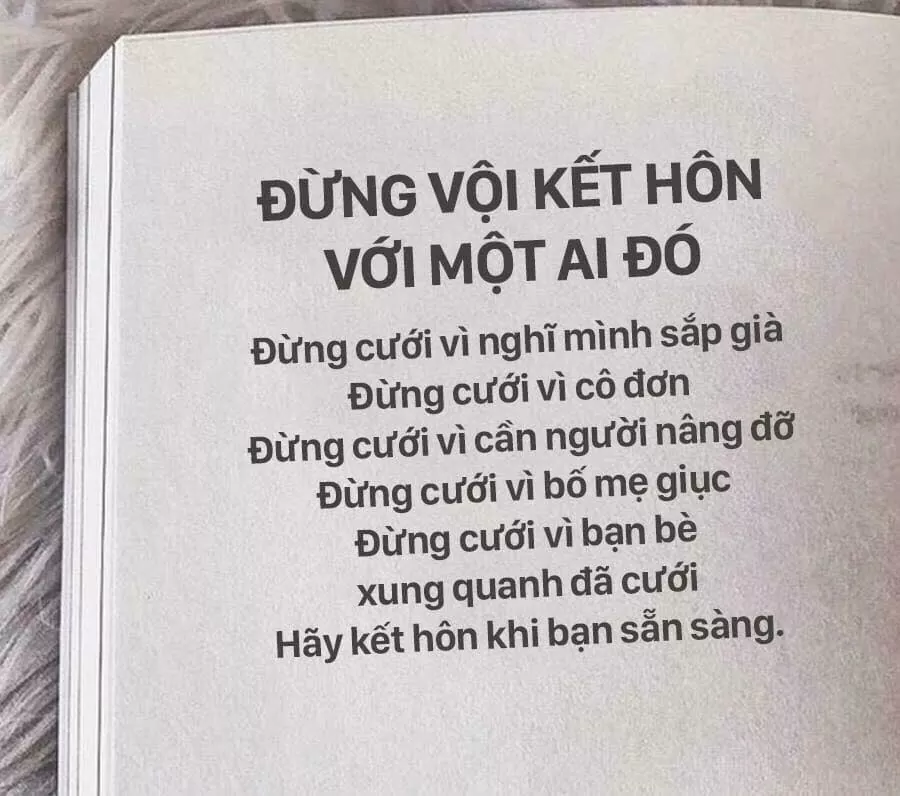 ĐỪNG VỘI KẾT HÔN
VỚI MỘT AI ĐÓ
Đừng cưới vì nghĩ mình sắp già
Đừng cưới vì cô đơn
Đừng cưới vì cần người nâng đỡ
Đừng cưới vì bố mẹ giục
Đừng cưới vì bạn bè
xung quanh đã cưới
Hãy kết hôn khi bạn sẵn sàng.